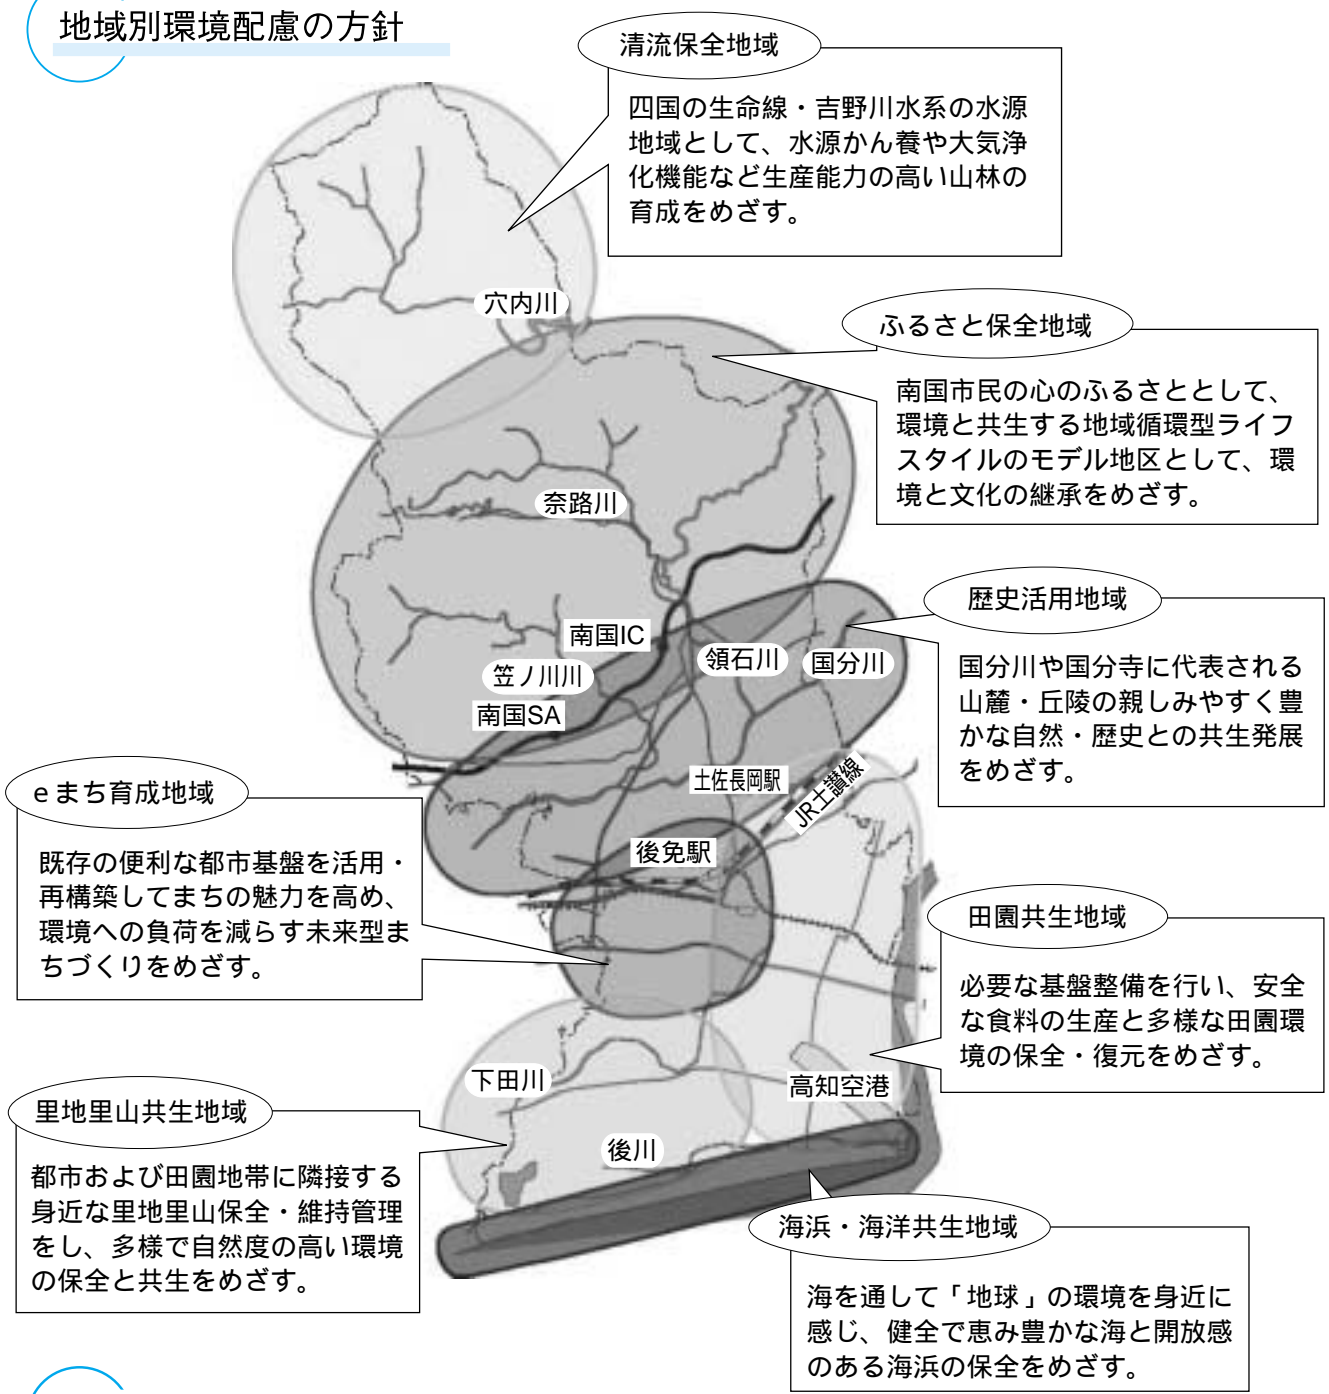 地域別環境配慮の方針
清流保全地域
四国の生命線・吉野川水系の水源
地域として、水源かん養や大気浄
化機能など生産能力の高い山林の
育成をめざす。
穴内川
ふるさと保全地域
南国市民の心のふるさととして、
環境と共生する地域循環型ライフ
スタイルのモデル地区として、環
境と文化の継承をめざす。
奈路川
歴史活用地域
国分川や国分寺に代表される
山麓・丘陵の親しみやすく豊
かな自然・歴史との共生発展
をめざす。
南国IC
領石川
国分川
笠ノ川川
南国SA
土佐長岡駅
JR土讃線
eまち育成地域
既存の便利な都市基盤を活用・
再構築してまちの魅力を高め、
環境への負荷を減らす未来型ま
ちづくりをめざす。
後免駅
田園共生地域
必要な基盤整備を行い、安全
な食料の生産と多様な田園環
境の保全・復元をめざす。
下田川
高知空港
里地里山共生地域
都市および田園地帯に隣接する
身近な里地里山保全・維持管理
をし、多様で自然度の高い環境
の保全と共生をめざす。
後川
海浜・海洋共生地域
海を通して「地球」の環境を身近に
感じ、健全で恵み豊かな海と開放感
のある海浜の保全をめざす。